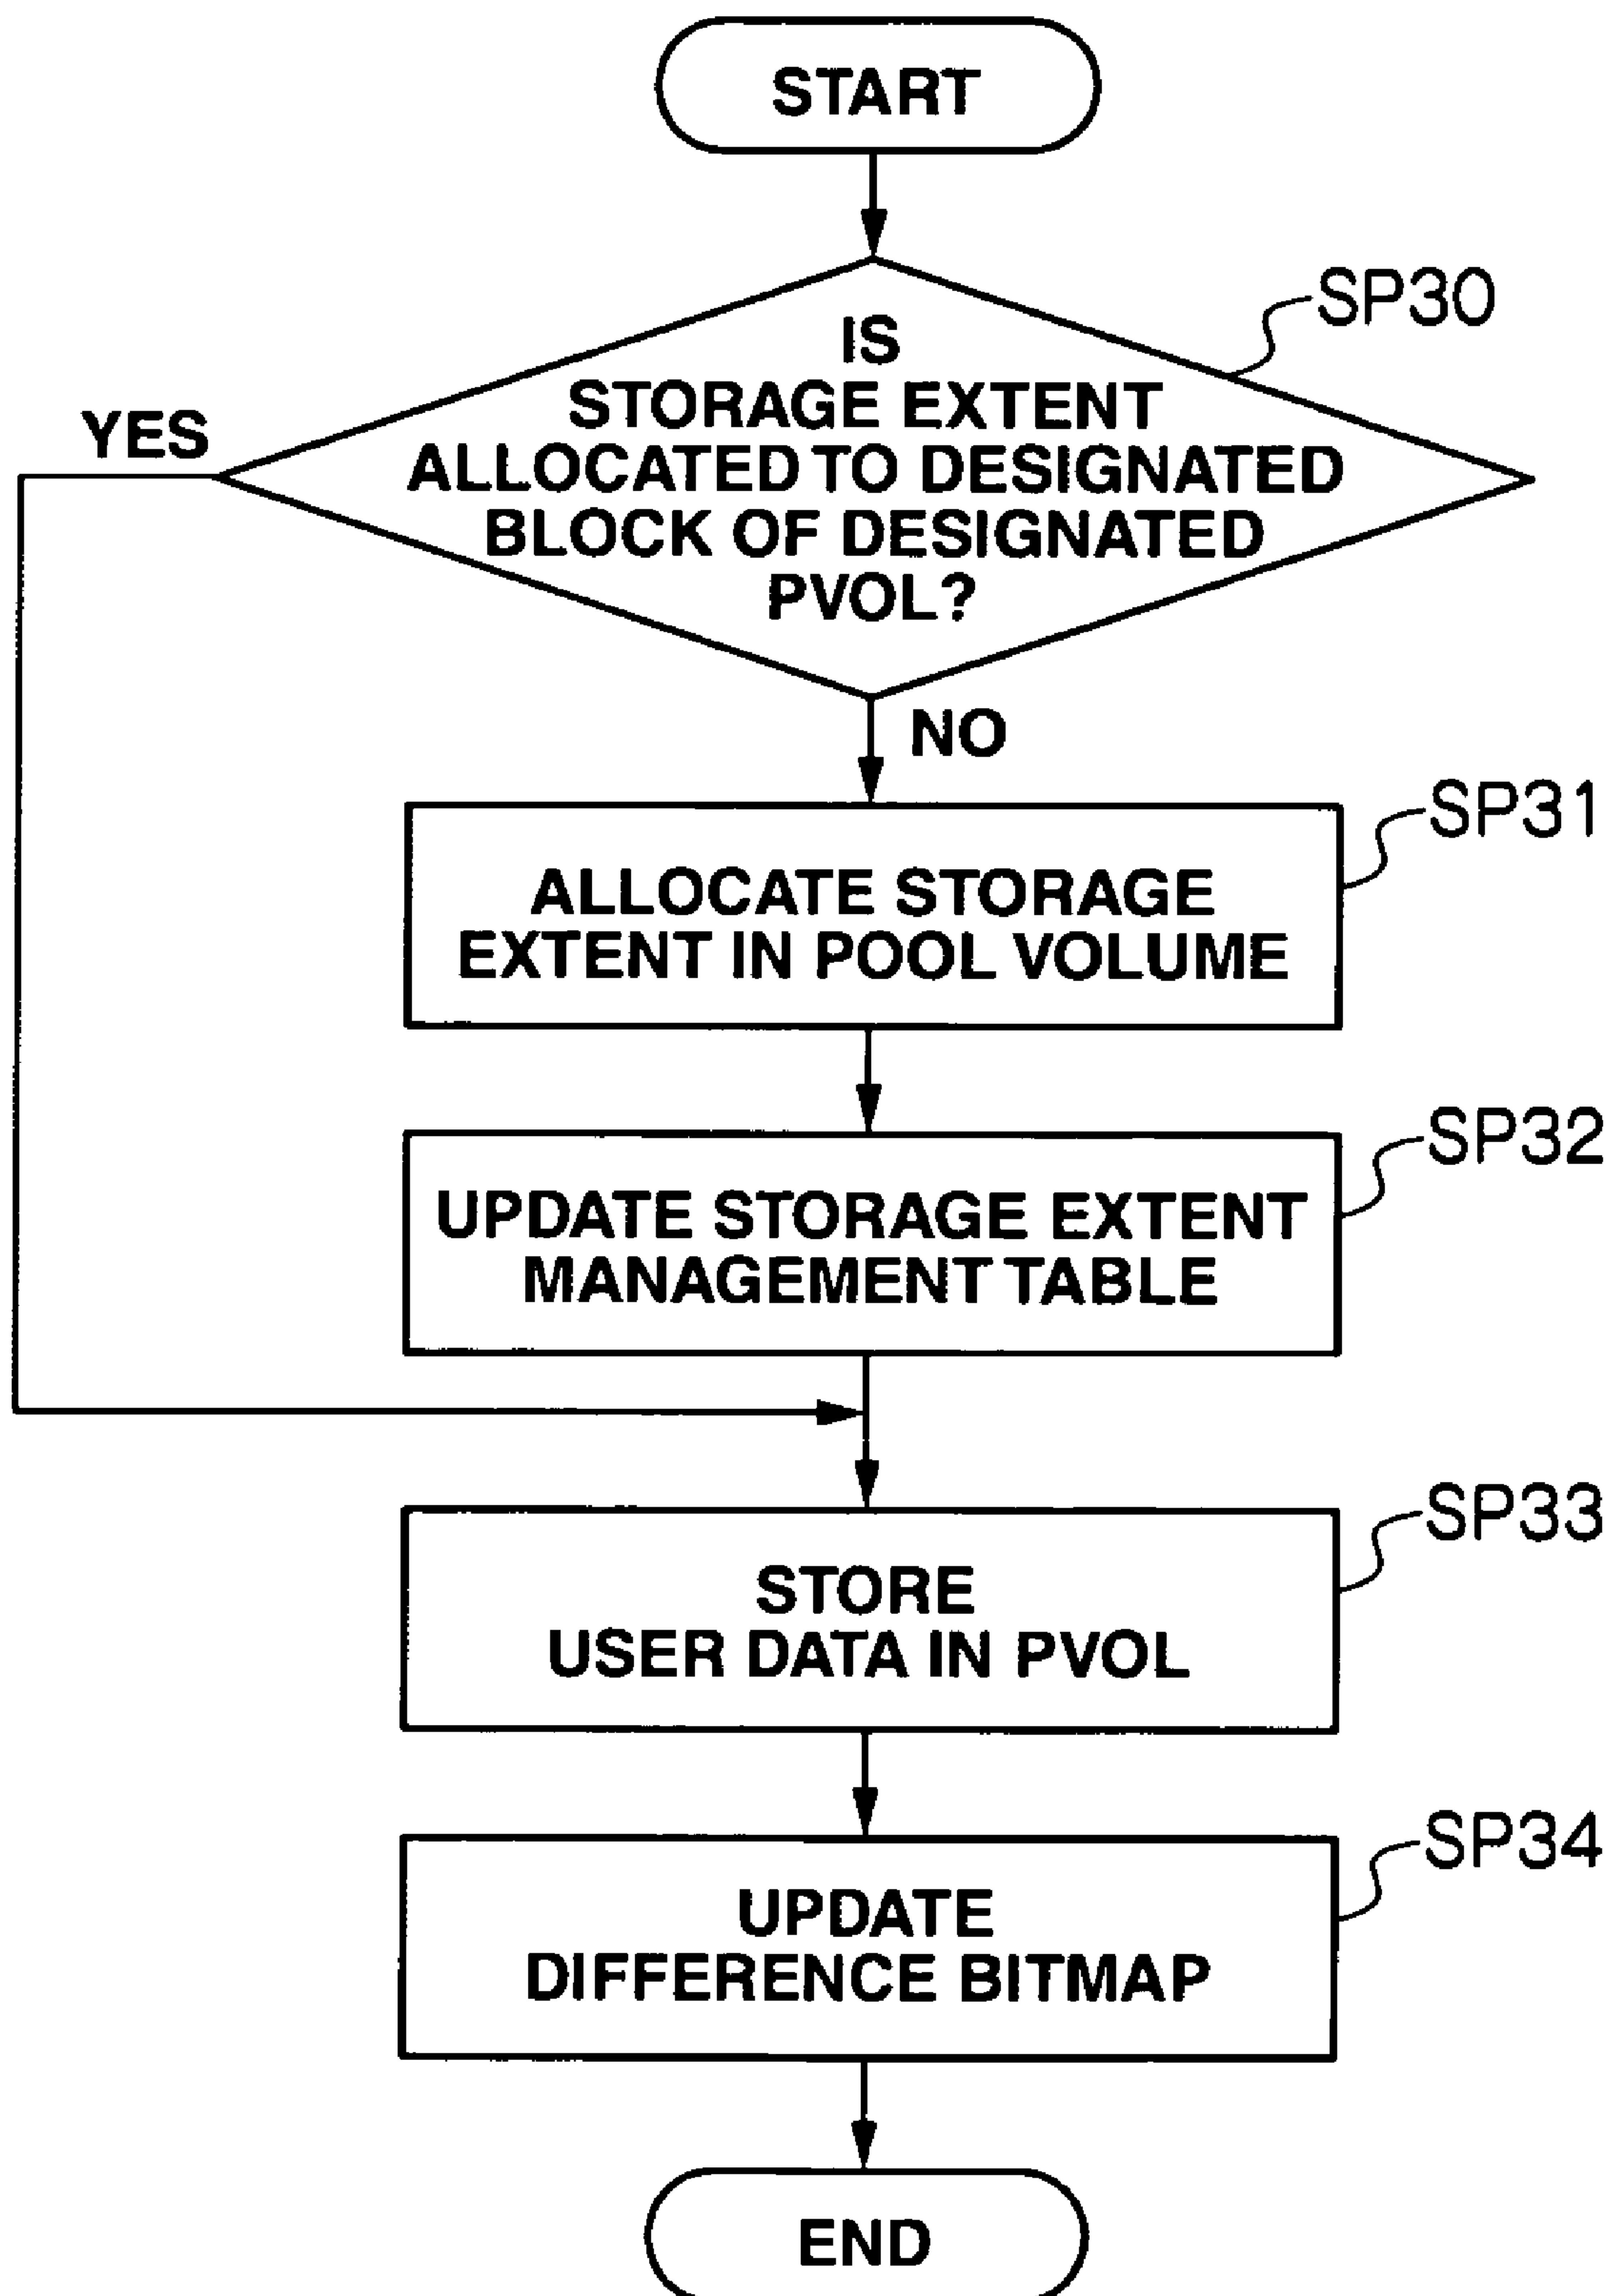 START
SP30
IS
STORAGE EXTENT
ALLOCATED TO DESIGNATED
BLOCK OF DESIGNATED
PVOL?
YES
NO
SP31
ALLOCATE STORAGE
EXTENT IN POOL VOLUME
SP32
UPDATE STORAGE EXTENT
MANAGEMENT TABLE
SP33
STORE
USER DATA IN PVOL
SP34
UPDATE
DIFFERENCE BITMAP
END